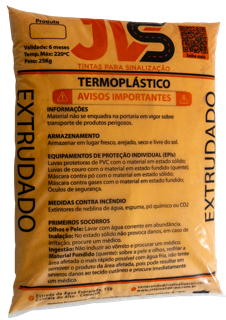 Produto
Validade: 6 meses
Temp. Máx: 220ºC
Peso: 25Kg
JVS
TINTAS PARA SINALIZAÇÃO
TERMOPLÁSTICO
AVISOS IMPORTANTES
EXTRUDADO
EXTRUDADO
INFORMAÇÕES
Material não se enquadra na portaria em vigor sobre
transporte de produtos perigosos.
ARMAZENAMENTO
Armazenar em lugar fresco, arejado, seco e livre do sol.
EQUIPAMENTOS DE PROTEÇÃO INDIVIDUAL (EPIs)
Luvas protetoras de PVC com o material em estado sólido;
Luvas de couro com o material em estado fundido (quente);
Máscara contra pó com o material em estado sólido;
Máscara contra gases com o material em estado fundido;
Óculos de segurança.
MEDIDAS CONTRA INCÊNDIO
Extintores de neblina de água, espuma, pó químico ou CO2
PRIMEIROS SOCORROS
Olhos e Pele: Lavar com água corrente em abundância.
Inalação: No estado sólido não provoca danos, em caso de
irritação, procure um médico.
Ingestão: Não induzir ao vômito e procurar um médico.
Material Fundido (quente): sobre a pele e olhos, resfriar a
área afetada o mais rápido possível com água fria, não tente
remover o produto da área afetada, pois pode resultar em
severos danos ao tecido cutâneo e procure imediatamente
um médico.